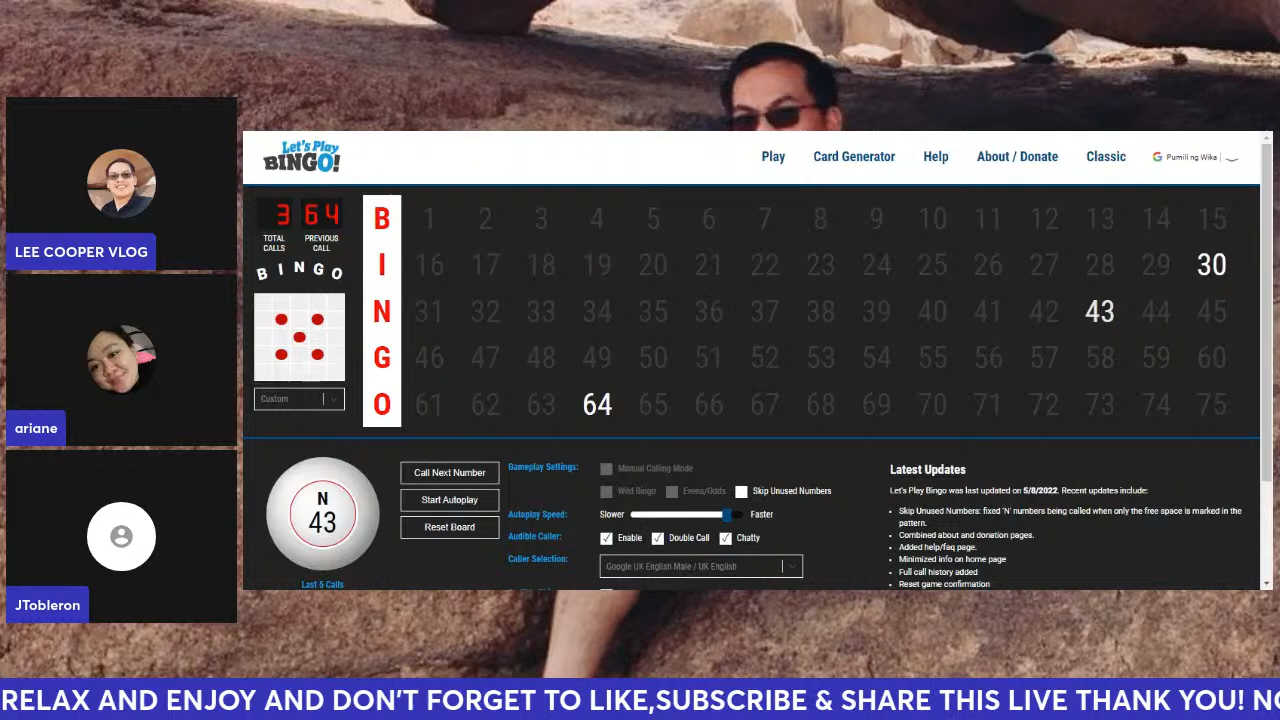 LEE COOPER VLOG
ariane
JTobleron
Let's Play
BINGO!
Play Card Generator Help About / Donate Classic Pumili ng Wika
3 64
TOTAL CALLS PREVIOUS CALL
B I N G O
Custom
B 1 2 3 4 5 6 7 8 9 10 11 12 13 14 15
I 16 17 18 19 20 21 22 23 24 25 26 27 28 29 30
N 31 32 33 34 35 36 37 38 39 40 41 42 43 44 45
G 46 47 48 49 50 51 52 53 54 55 56 57 58 59 60
O 61 62 63 64 65 66 67 68 69 70 71 72 73 74 75
N
43
Last 5 Calls
Call Next Number
Start Autoplay
Reset Board
Gameplay Settings: Manual Calling Mode
Wild Bingo Evens/Odds Skip Unused Numbers
Autoplay Speed: Slower Faster
Audible Caller: Enable Double Call Chatty
Caller Selection: Google UK English Male / UK English
Latest Updates
Let's Play Bingo was last updated on 5/8/2022. Recent updates include:
Skip Unused Numbers: fixed 'N' numbers being called when only the free space is marked in the
pattern.
Combined about and donation pages.
Added help/faq page.
Minimized info on home page
Full call history added
Reset game confirmation
RELAX AND ENJOY AND DON'T FORGET TO LIKE,SUBSCRIBE & SHARE THIS LIVE THANK YOU!